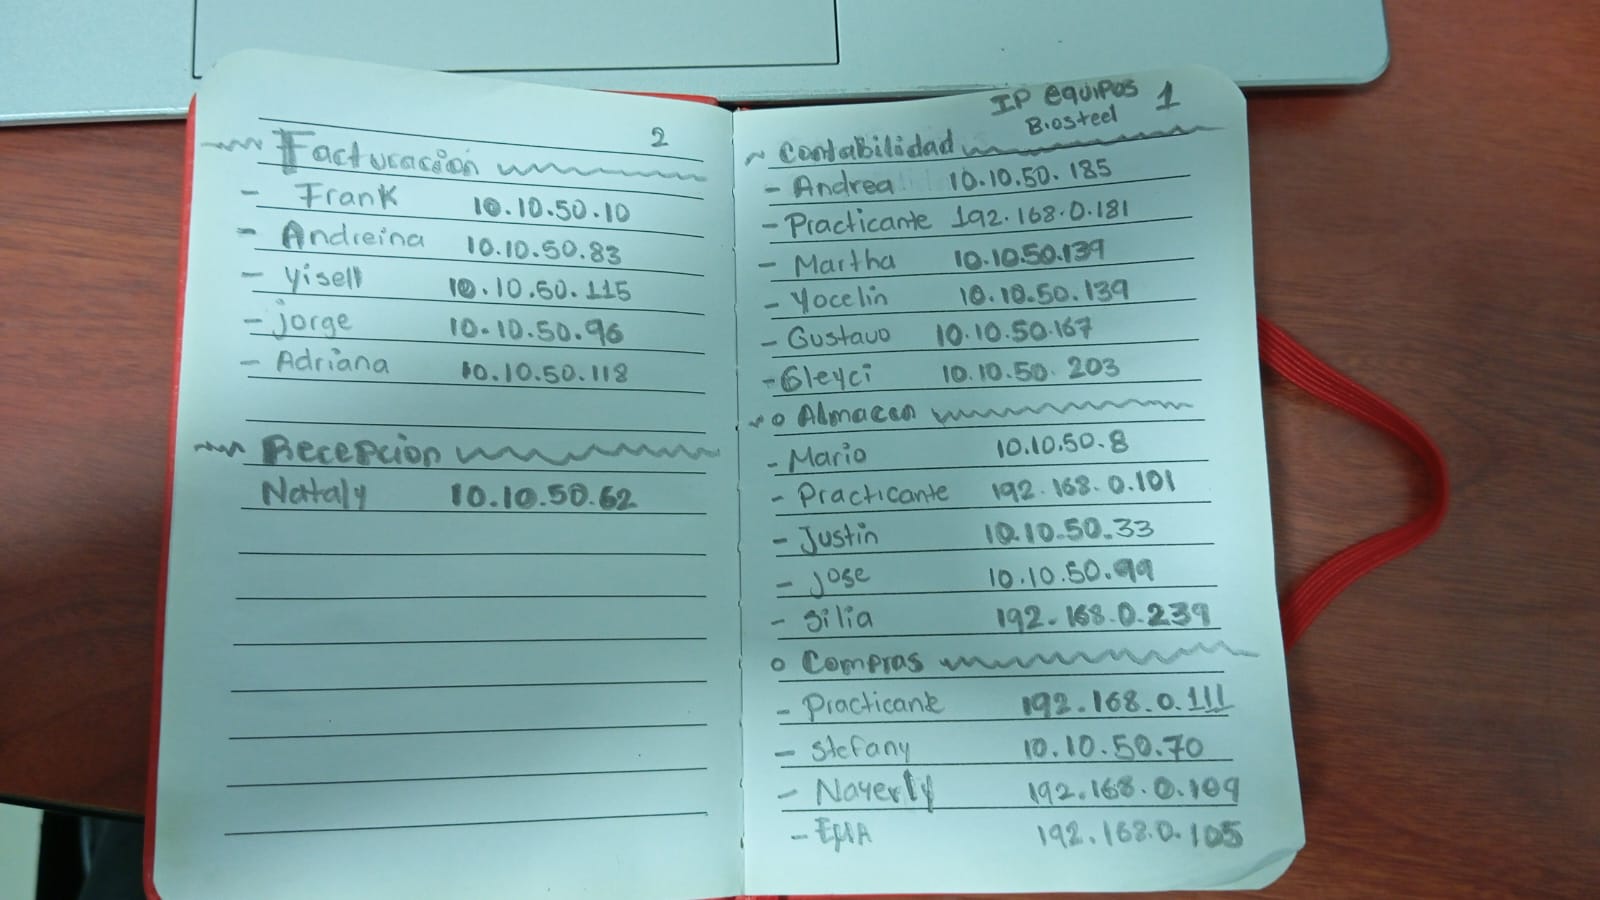 2
Facturacion
- Frank 10.10.50.10
- Andreina 10.10.50.83
- Yisell 10.10.50.115
- jorge 10.10.50.96
- Adriana 10.10.50.118
Recepcion
Nataly 10.10.50.62
IP equipos 1
Biosteel
Contabilidad
- Andrea 10.10.50.185
- Practicante 192.168.0.181
- Martha 10.10.50.139
- Yocelin 10.10.50.139
- Gustavo 10.10.50.167
- Gleyci 10.10.50.203
o Almacen
- Mario 10.10.50.8
- Practicante 192.168.0.101
- Justin 10.10.50.33
- jose 10.10.50.99
- Silia 192.168.0.239
o Compras
- Practicante 192.168.0.111
- Stefany 10.10.50.70
- Nayerly 192.168.0.109
- 192.168.0.105